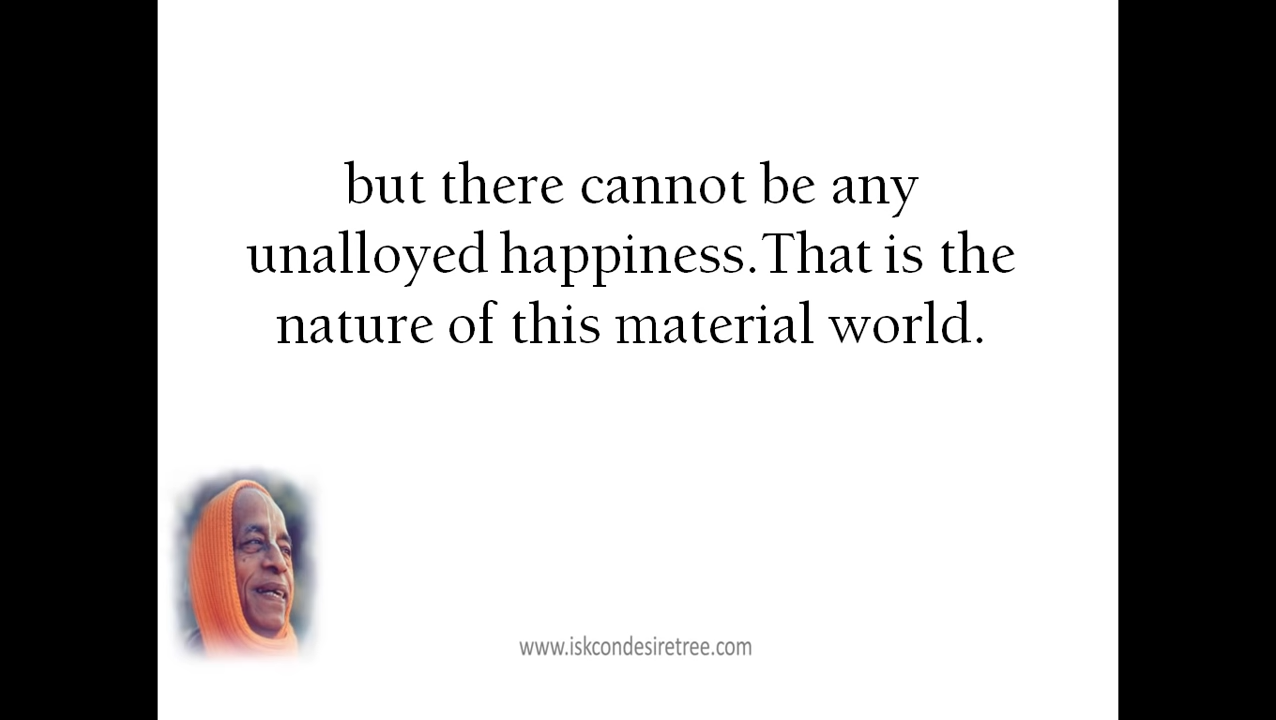 but there cannot be any
unalloyed happiness.That is the
nature of this material world.
www.iskcondesiretree.com